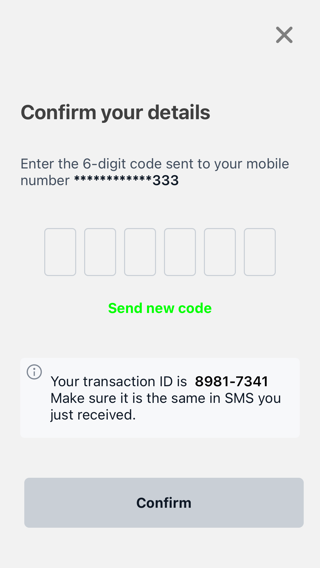 Confirm your details
Enter the 6-digit code sent to your mobile
number ************333
Send new code
Your transaction ID is 8981-7341
Make sure it is the same in SMS you
just received.
Confirm